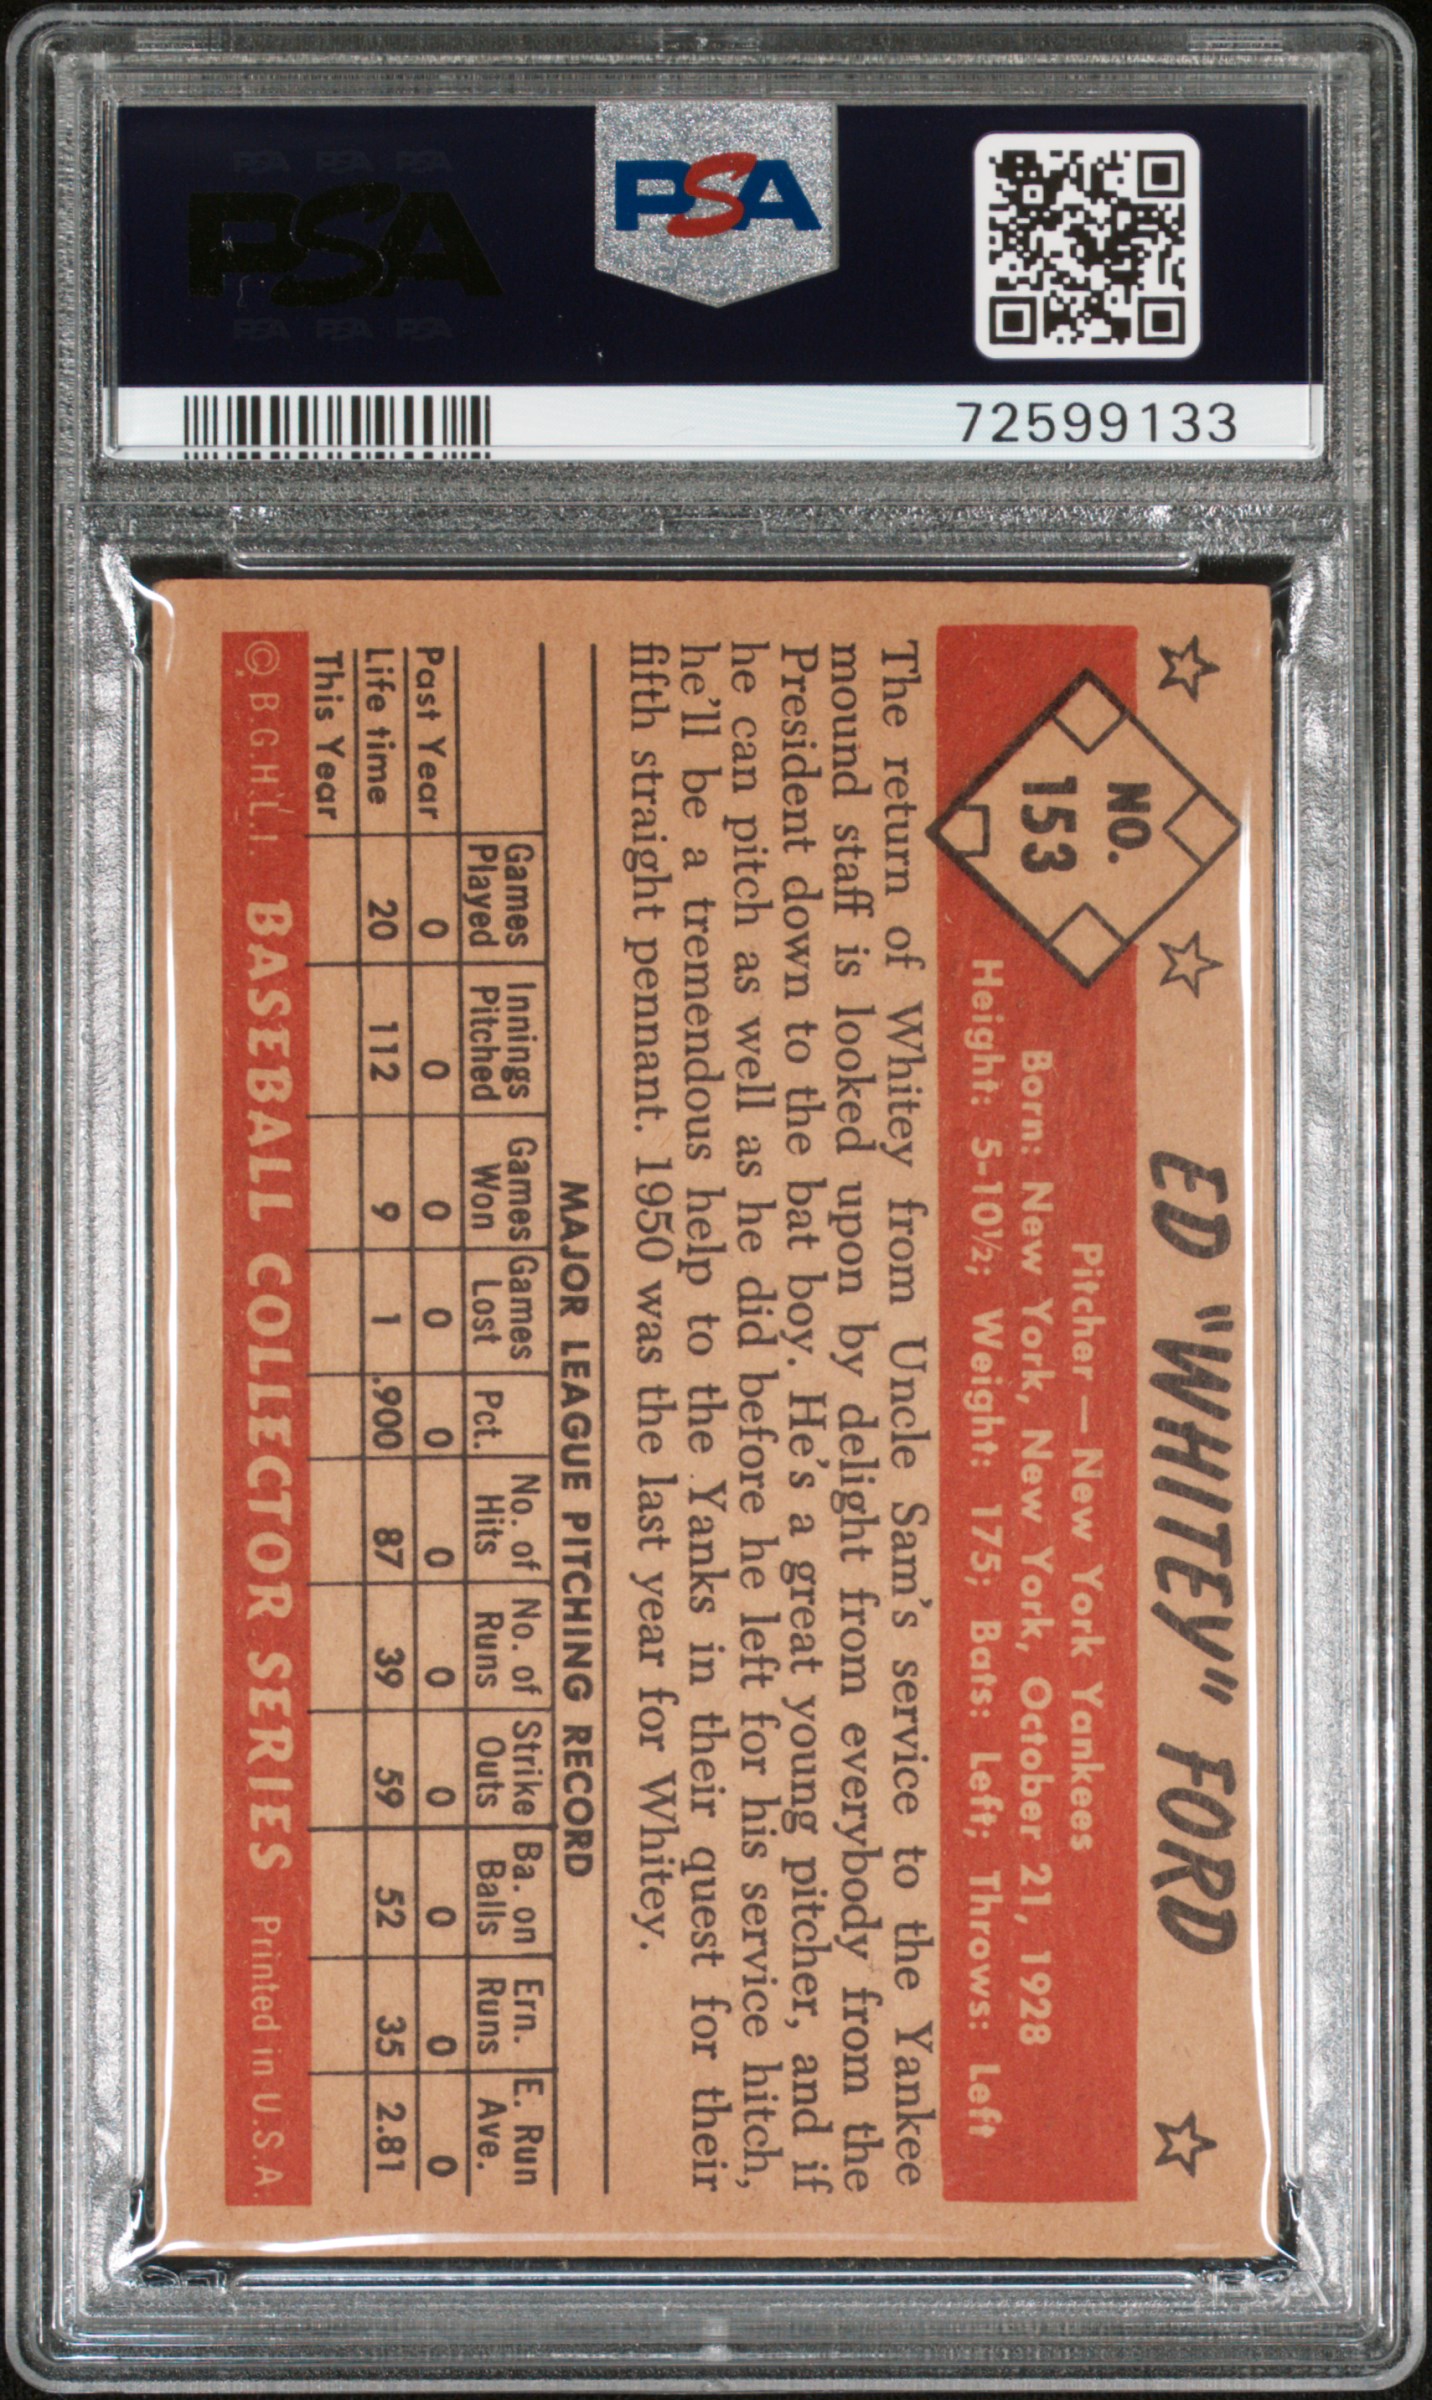 PSA PSA PSA
PSA
PSA PSA PSA
PSA
72599133
NO.
153
ED "WHITEY" FORD
Pitcher — New York Yankees
Born: New York, New York, October 21, 1928
Height: 5-10½; Weight: 175; Bats: Left; Throws: Left
The return of Whitey from Uncle Sam's service to the Yankee
mound staff is looked upon by delight from everybody from the
President down to the bat boy. He's a great young pitcher, and if
he can pitch as well as he did before he left for his service hitch,
he'll be a tremendous help to the Yanks in their quest for their
fifth straight pennant. 1950 was the last year for Whitey.
MAJOR LEAGUE PITCHING RECORD
Games Innings Games Games No. of No. of Strike Ba. on Ern. E. Run
Played Pitched Won Lost Pct. Hits Runs Outs Balls Runs Ave.
Past Year 0 0 0 0 0 0 0 0 0 0 0
Life time 20 112 9 1 .900 87 39 59 52 35 2.81
This Year
© B.G.H.L.I. BASEBALL COLLECTOR SERIES Printed in U.S.A.
PSA